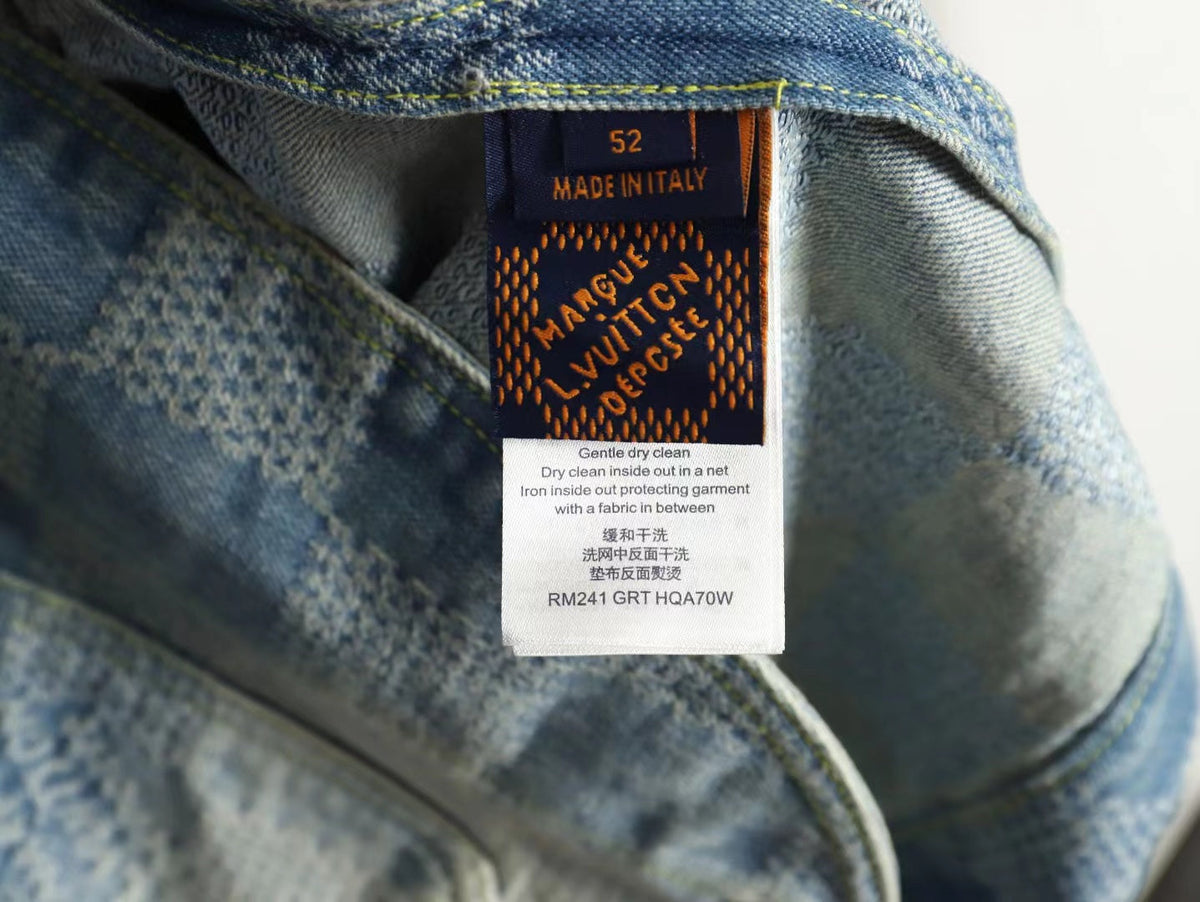 52
MADE IN ITALY
MARQUE
L.VUITTON
DÉPOSÉE
Gentle dry clean
Dry clean inside out in a net
Iron inside out protecting garment
with a fabric in between
缓和干洗
洗网中反面干洗
垫布反面熨烫
RM241 GRT HQA70W